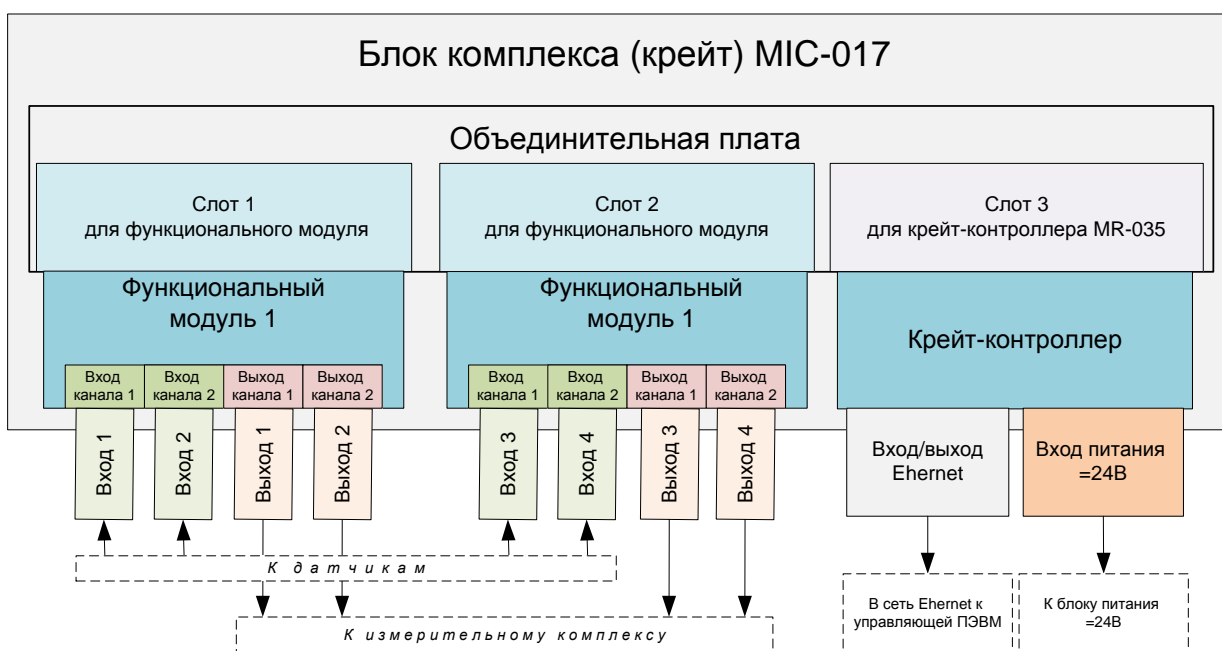 Блок комплекса (крейт) MIC-017
Объединительная плата
Слот 1
для функционального модуля
Слот 2
для функционального модуля
Слот 3
для крейт-контроллера MR-035
Функциональный
модуль 1
Функциональный
модуль 1
Крейт-контроллер
Вход
канала 1
Вход
канала 2
Выход
канала 1
Выход
канала 2
Вход
канала 1
Вход
канала 2
Выход
канала 1
Выход
канала 2
Вход 1
Вход 2
Выход 1
Выход 2
Вход 3
Вход 4
Выход 3
Выход 4
Вход/выход
Ehernet
Вход питания
=24В
К датчикам
К измерительному комплексу
В сеть Ehernet к
управляющей ПЭВМ
К блоку питания
=24В